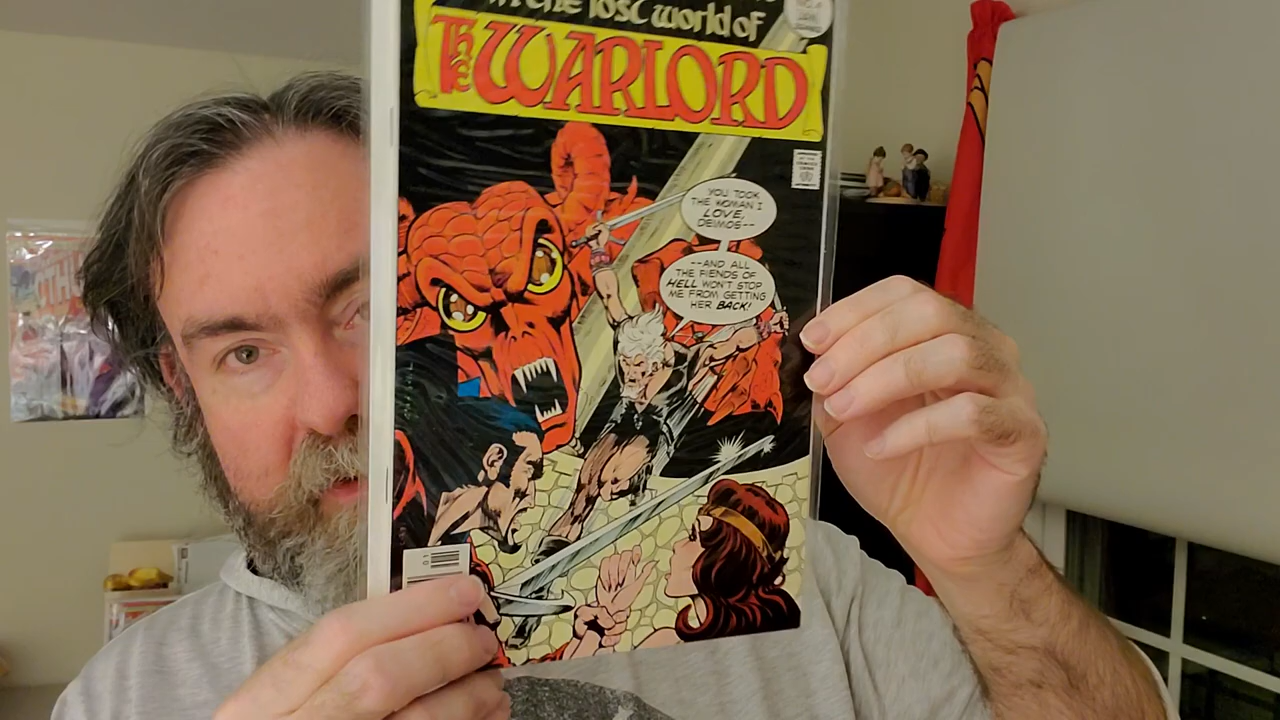 in the lost world of
The WARLORD
YOU TOOK
THE WOMAN I
LOVE,
DEIMOS--
--AND ALL
THE FIENDS OF
HELL WON'T STOP
ME FROM GETTING
HER BACK!